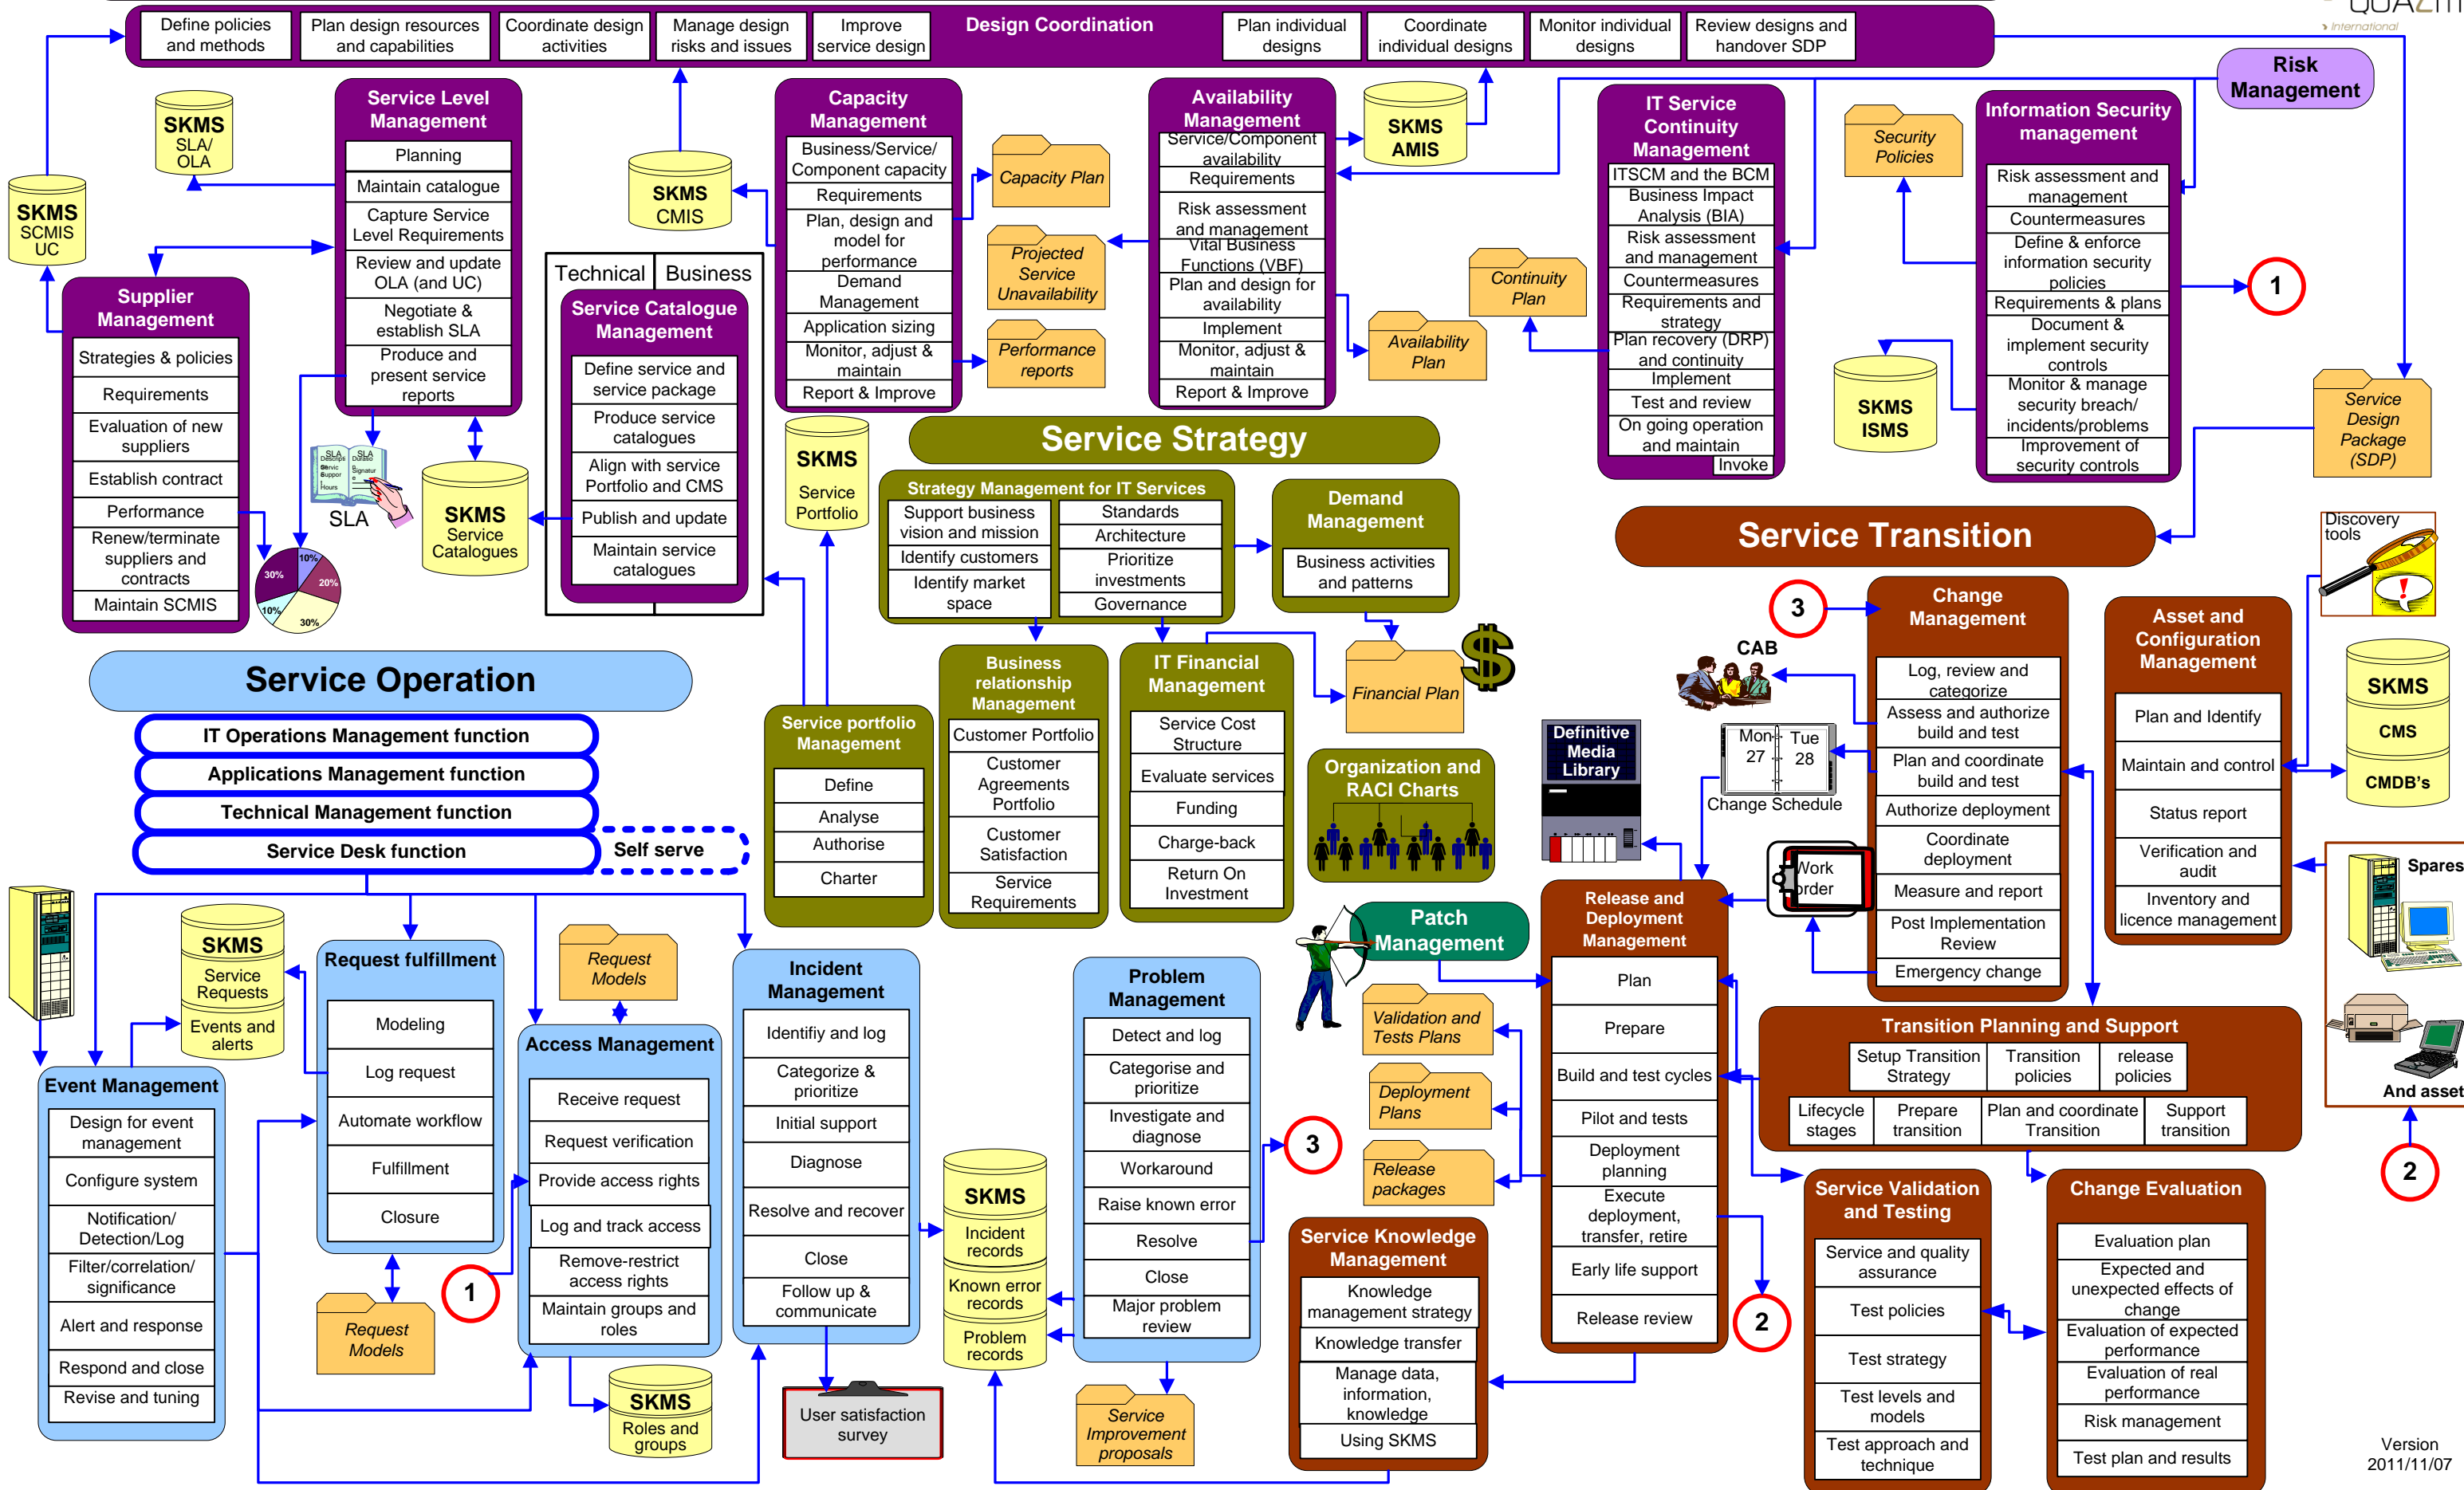 QUAZM
International
Define policies
and methods
Plan design resources
and capabilities
Coordinate design
activities
Manage design
risks and issues
Improve
service design
Design Coordination
Plan individual
designs
Coordinate
individual designs
Monitor individual
designs
Review designs and
handover SDP
Risk
Management
SKMS
SLA/
OLA
SKMS
SCMIS
UC
Service Level
Management
Planning
Maintain catalogue
Capture Service
Level Requirements
Review and update
OLA (and UC)
Negotiate &
establish SLA
Produce and
present service
reports
Supplier
Management
Strategies & policies
Requirements
Evaluation of new
suppliers
Establish contract
Performance
Renew/terminate
suppliers and
contracts
Maintain SCMIS
SLA
SLA
Hours
SLA
10%
20%
30%
10%
30%
SKMS
Service
Catalogues
SKMS
CMIS
Technical
Business
Service Catalogue
Management
Define service and
service package
Produce service
catalogues
Align with service
Portfolio and CMS
Publish and update
Maintain service
catalogues
Capacity
Management
Business/Service/
Component capacity
Requirements
Plan, design and
model for
performance
Demand
Management
Application sizing
Monitor, adjust &
maintain
Report & Improve
Capacity Plan
Projected
Service
Unavailability
Performance
reports
Availability
Management
Service/Component
availability
Requirements
Risk assessment
and management
Vital Business
Functions (VBF)
Plan and design for
availability
Implement
Monitor, adjust &
maintain
Report & Improve
SKMS
AMIS
Availability
Plan
Continuity
Plan
IT Service
Continuity
Management
ITSCM and the BCM
Business Impact
Analysis (BIA)
Risk assessment
and management
Countermeasures
Requirements and
strategy
Plan recovery (DRP)
and continuity
Implement
Test and review
On going operation
and maintain
Invoke
Security
Policies
SKMS
ISMS
Information Security
management
Risk assessment and
management
Countermeasures
Define & enforce
information security
policies
Requirements & plans
Document &
implement security
controls
Monitor & manage
security breach/
incidents/problems
Improvement of
security controls
1
Service
Design
Package
(SDP)
SKMS
Service
Portfolio
Service Strategy
Strategy Management for IT Services
Support business
vision and mission
Identify customers
Identify market
space
Standards
Architecture
Prioritize
investments
Governance
Demand
Management
Business activities
and patterns
Financial Plan
$
Service portfolio
Management
Define
Analyse
Authorise
Charter
Business
relationship
Management
Customer Portfolio
Customer
Agreements
Portfolio
Customer
Satisfaction
Service
Requirements
IT Financial
Management
Service Cost
Structure
Evaluate services
Funding
Charge-back
Return On
Investment
Organization and
RACI Charts
Service Transition
3
CAB
Mon
27
Tue
28
Change Schedule
Definitive
Media
Library
Work
order
Change
Management
Log, review and
categorize
Assess and authorize
build and test
Plan and coordinate
build and test
Authorize deployment
Coordinate
deployment
Measure and report
Post Implementation
Review
Emergency change
Asset and
Configuration
Management
Plan and Identify
Maintain and control
Status report
Verification and
audit
Inventory and
licence management
Discovery
tools
!
SKMS
CMS
CMDB's
Spares
And asset
2
Service Operation
IT Operations Management function
Applications Management function
Technical Management function
Service Desk function
Self serve
SKMS
Service
Requests
Events and
alerts
Event Management
Design for event
management
Configure system
Notification/
Detection/Log
Filter/correlation/
significance
Alert and response
Respond and close
Revise and tuning
Request fulfillment
Modeling
Log request
Automate workflow
Fulfillment
Closure
Request
Models
1
Request
Models
Access Management
Receive request
Request verification
Provide access rights
Log and track access
Remove-restrict
access rights
Maintain groups and
roles
SKMS
Roles and
groups
Incident
Management
Identifiy and log
Categorize &
prioritize
Initial support
Diagnose
Resolve and recover
Close
Follow up &
communicate
User satisfaction
survey
SKMS
Incident
records
Known error
records
Problem
records
Problem
Management
Detect and log
Categorise and
prioritize
Investigate and
diagnose
Workaround
Raise known error
Resolve
Close
Major problem
review
3
Service
Improvement
proposals
Patch
Management
Validation and
Tests Plans
Deployment
Plans
Release
packages
Service Knowledge
Management
Knowledge
management strategy
Knowledge transfer
Manage data,
information,
knowledge
Using SKMS
Release and
Deployment
Management
Plan
Prepare
Build and test cycles
Pilot and tests
Deployment
planning
Execute
deployment,
transfer, retire
Early life support
Release review
2
Transition Planning and Support
Setup Transition
Strategy
Transition
policies
release
policies
Lifecycle
stages
Prepare
transition
Plan and coordinate
Transition
Support
transition
Service Validation
and Testing
Service and quality
assurance
Test policies
Test strategy
Test levels and
models
Test approach and
technique
Change Evaluation
Evaluation plan
Expected and
unexpected effects of
change
Evaluation of expected
performance
Evaluation of real
performance
Risk management
Test plan and results
Version
2011/11/07